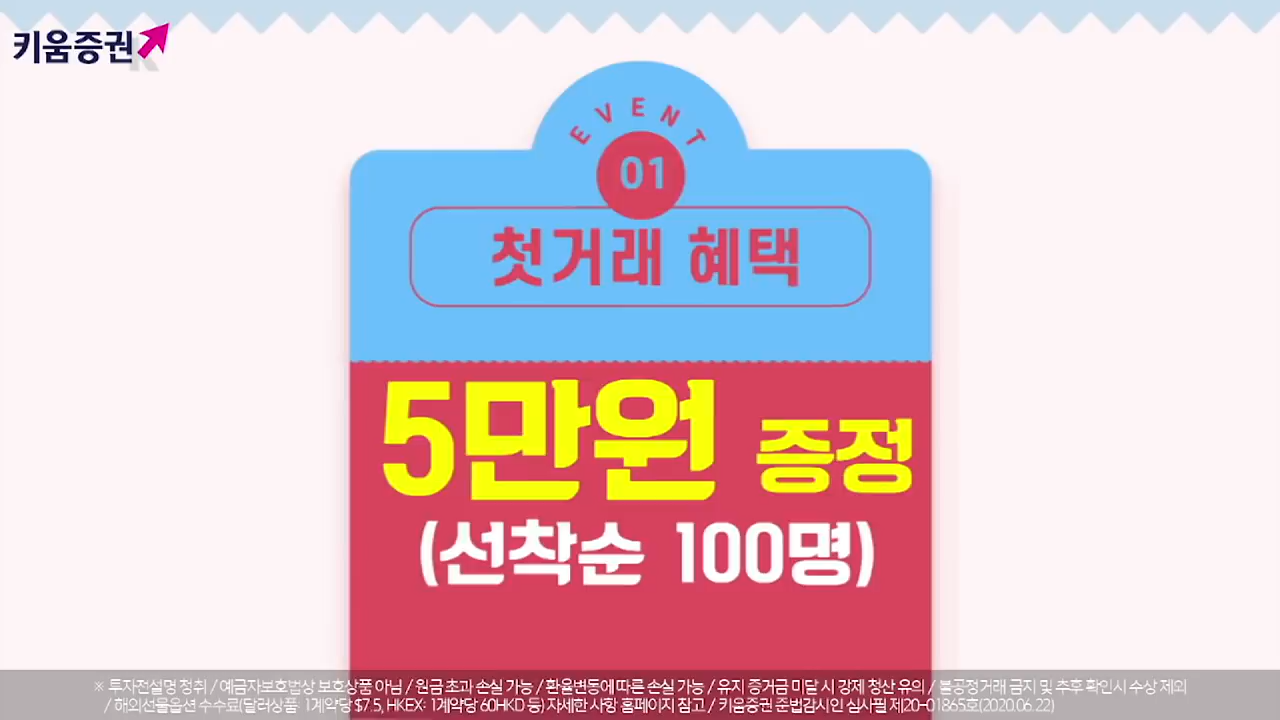 키움증권
EVENT
01
첫거래 혜택
5만원 증정
(선착순 100명)
※ 투자전설명 청취 / 예금자보호법상 보호상품 아님 / 원금 초과 손실 가능 / 환율변동에 따른 손실 가능 / 유지 증거금 미달 시 강제 청산 유의 / 불공정거래 금지 및 추후 확인시 수상 제외
/ 해외선물옵션 수수료(달러상품: 1계약당 $7.5, HKEX: 1계약당 60HKD 등) 자세한 사항 홈페이지 참고 / 키움증권 준법감시인 심사필 제20-01865호(2020.06.22)